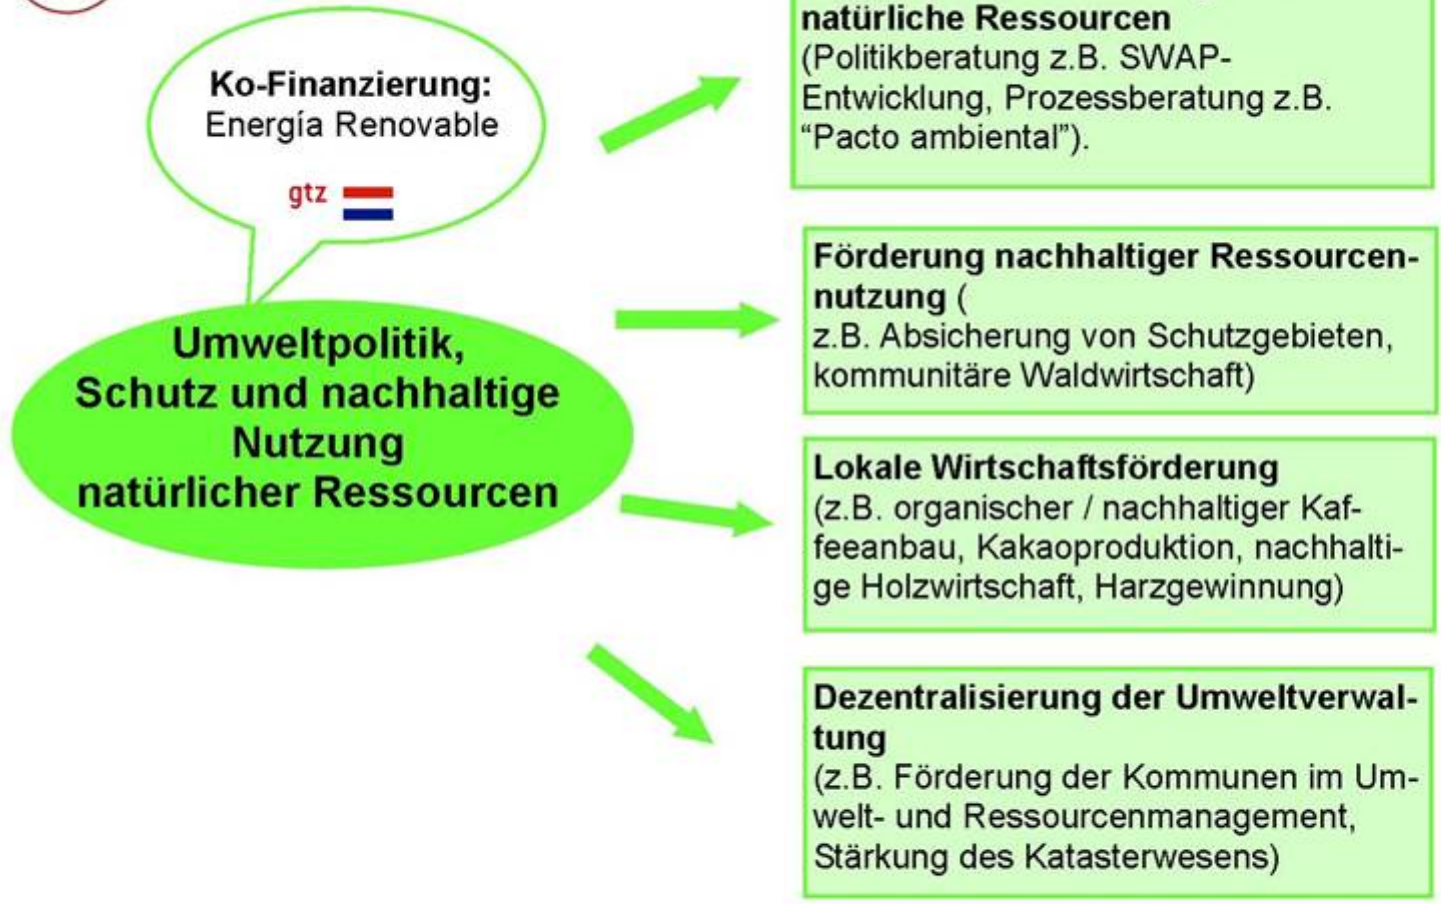 Ko-Finanzierung:
Energía Renovable
gtz
Umweltpolitik,
Schutz und nachhaltige
Nutzung
natürlicher Ressourcen
natürliche Ressourcen
(Politikberatung z.B. SWAP-
Entwicklung, Prozessberatung z.B.
“Pacto ambiental”).
Förderung nachhaltiger Ressourcen-
nutzung (
z.B. Absicherung von Schutzgebieten,
kommunitäre Waldwirtschaft)
Lokale Wirtschaftsförderung
(z.B. organischer / nachhaltiger Kaf-
feeanbau, Kakaoproduktion, nachhalti-
ge Holzwirtschaft, Harzgewinnung)
Dezentralisierung der Umweltverwal-
tung
(z.B. Förderung der Kommunen im Um-
welt- und Ressourcenmanagement,
Stärkung des Katasterwesens)